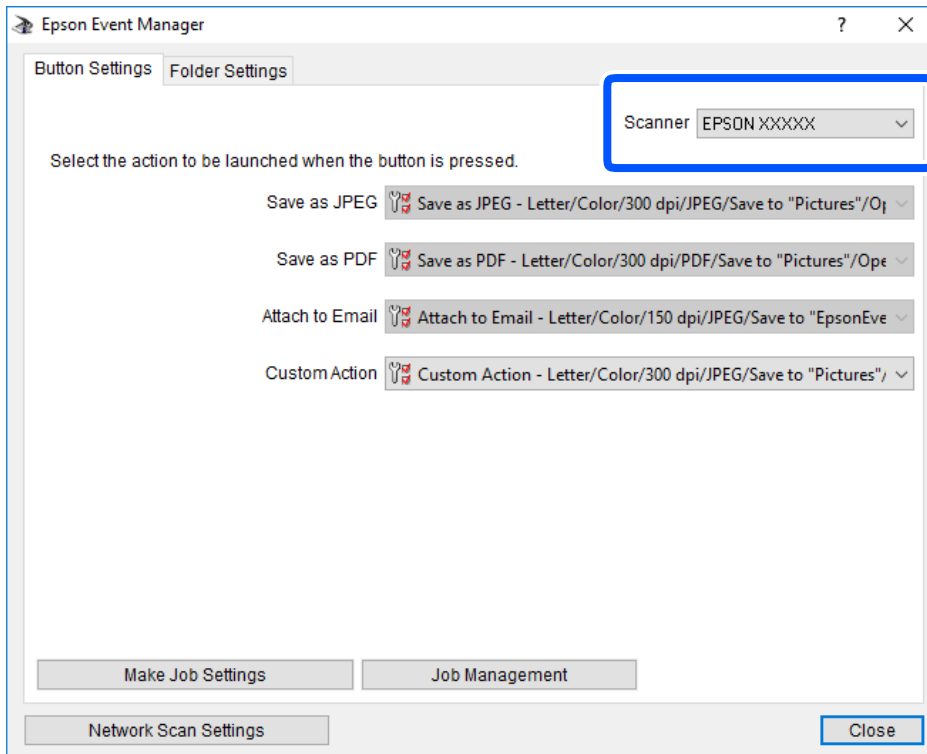 Epson Event Manager
Button Settings
Folder Settings
Scanner EPSON XXXXX
Select the action to be launched when the button is pressed.
Save as JPEG Save as JPEG - Letter/Color/300 dpi/JPEG/Save to "Pictures"/Op
Save as PDF Save as PDF - Letter/Color/300 dpi/PDF/Save to "Pictures"/Ope
Attach to Email Attach to Email - Letter/Color/150 dpi/JPEG/Save to "EpsonEve
Custom Action Custom Action - Letter/Color/300 dpi/JPEG/Save to "Pictures"/
Make Job Settings
Job Management
Network Scan Settings
Close